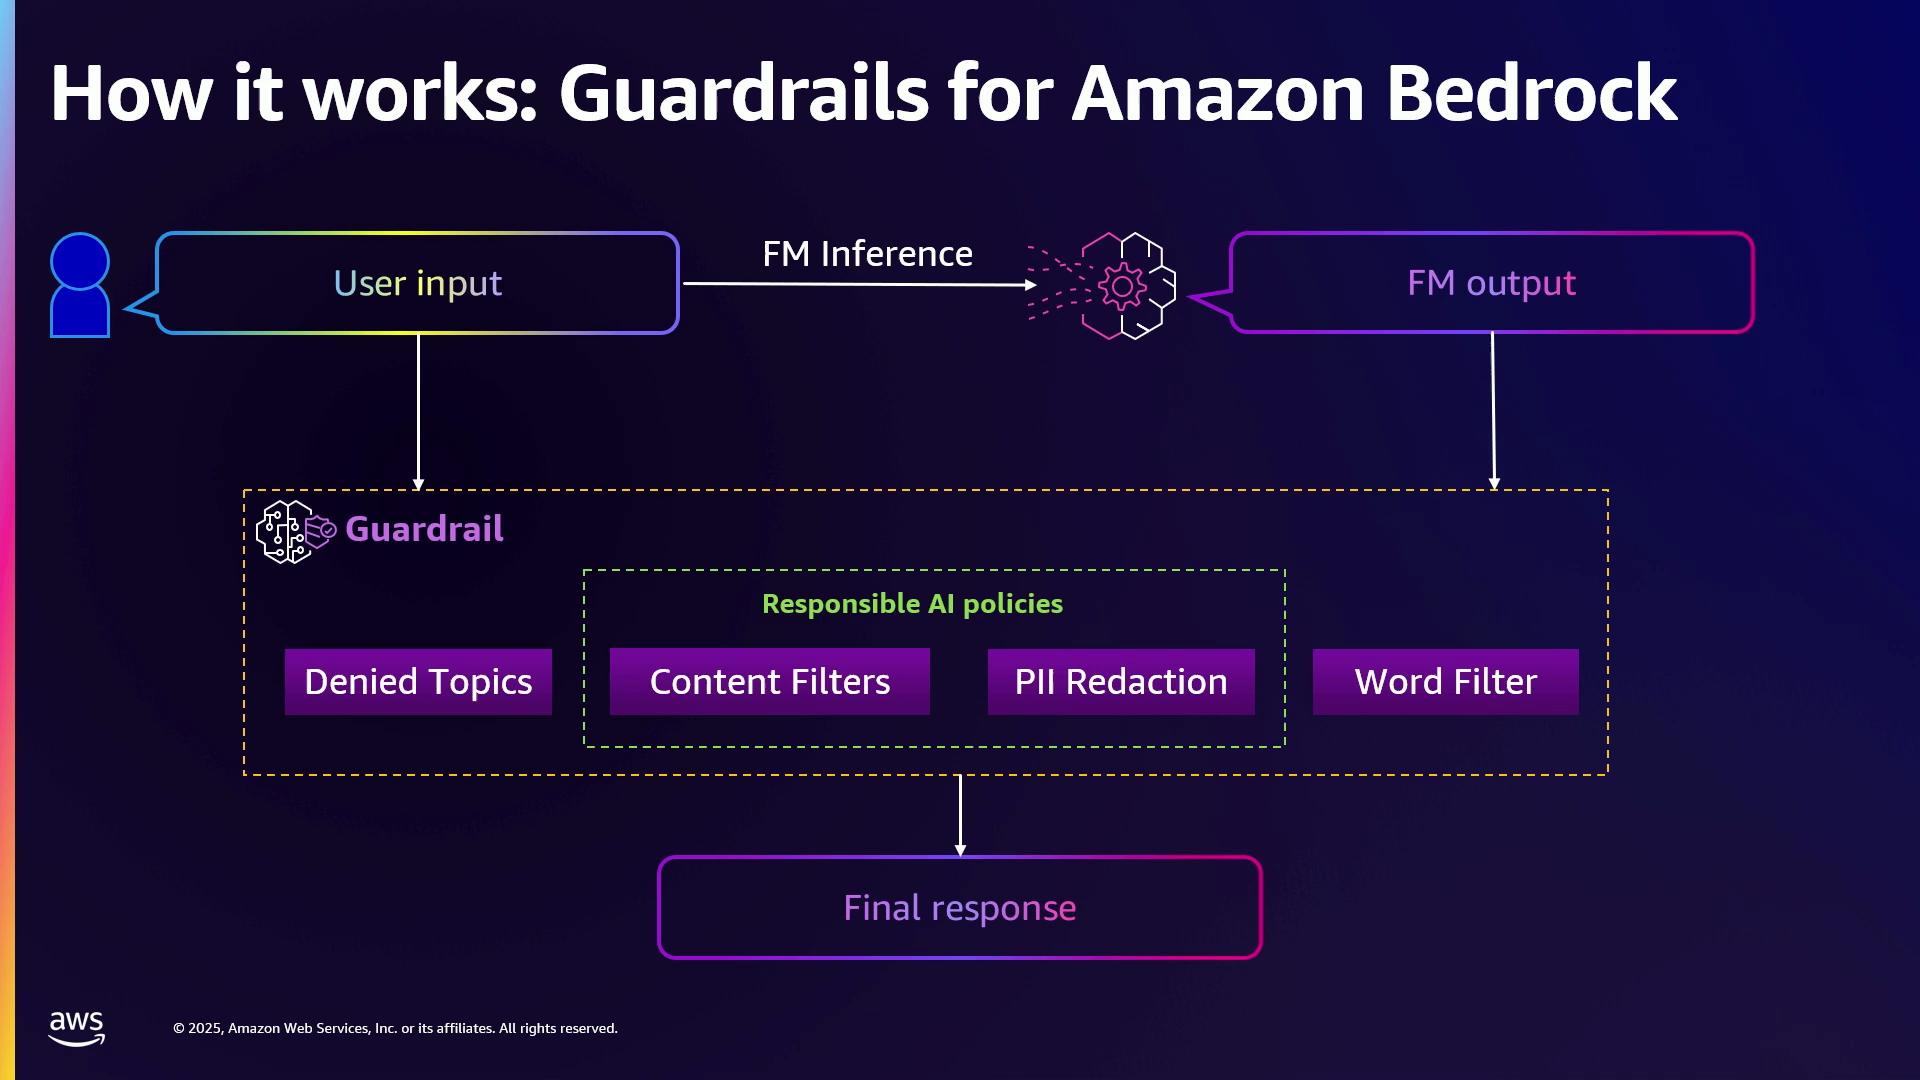 How it works: Guardrails for Amazon Bedrock
User input
FM Inference
FM output
Guardrail
Responsible AI policies
Denied Topics
Content Filters
PII Redaction
Word Filter
Final response
aws
© 2025, Amazon Web Services, Inc. or its affiliates. All rights reserved.